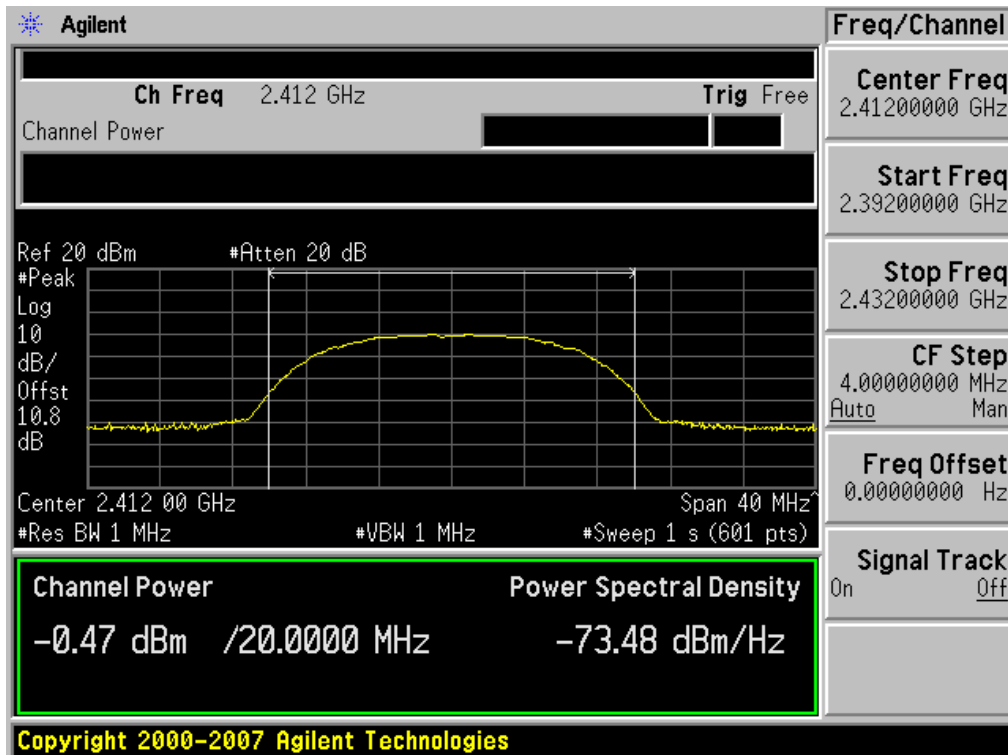 Agilent
Freq/Channel
Ch Freq 2.412 GHz Trig Free
Channel Power
Center Freq
2.41200000 GHz
Start Freq
2.39200000 GHz
Stop Freq
2.43200000 GHz
CF Step
4.00000000 MHz
Auto Man
Freq Offset
0.00000000 Hz
Signal Track
On Off
Ref 20 dBm #Atten 20 dB
#Peak
Log
10
dB/
Offst
10.8
dB
Center 2.412 00 GHz Span 40 MHz^
#Res BW 1 MHz #VBW 1 MHz #Sweep 1 s (601 pts)
Channel Power Power Spectral Density
-0.47 dBm /20.0000 MHz -73.48 dBm/Hz
Copyright 2000-2007 Agilent Technologies